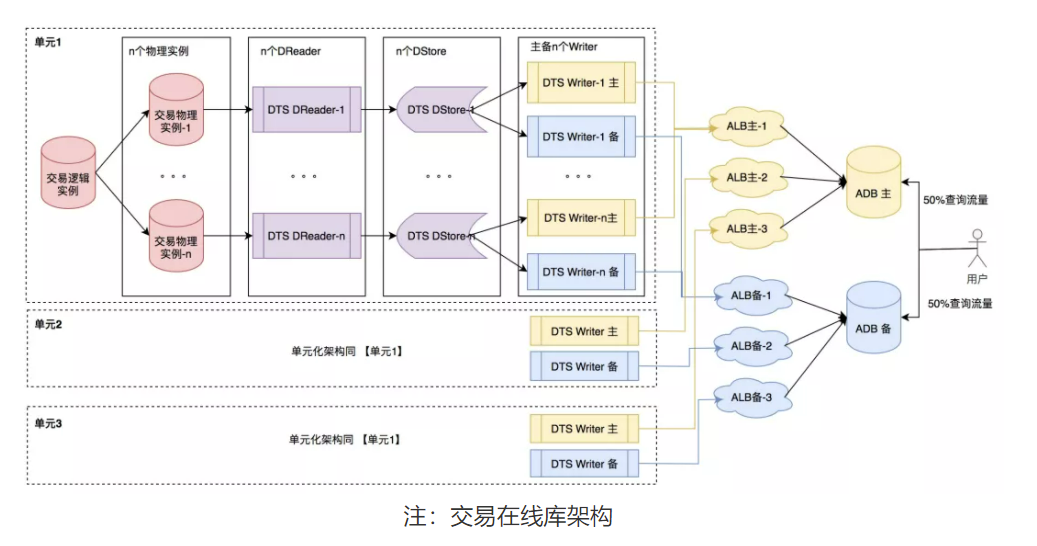 单元1
n个物理实例
n个DReader
n个DStore
主备n个Writer
交易逻辑
实例
交易物理
实例-1
DTS DReader-1
DTS DStore-1
DTS Writer-1 主
DTS Writer-1 备
。。。
。。。
。。。
。。。
交易物理
实例-n
DTS DReader-n
DTS DStore-n
DTS Writer-n主
DTS Writer-n 备
单元2
单元化架构同 【单元1】
DTS Writer 主
DTS Writer 备
单元3
单元化架构同 【单元1】
DTS Writer 主
DTS Writer 备
ALB主-1
ALB主-2
ALB主-3
ALB备-1
ALB备-2
ALB备-3
ADB 主
ADB 备
50%查询流量
用户
50%查询流量
注：交易在线库架构